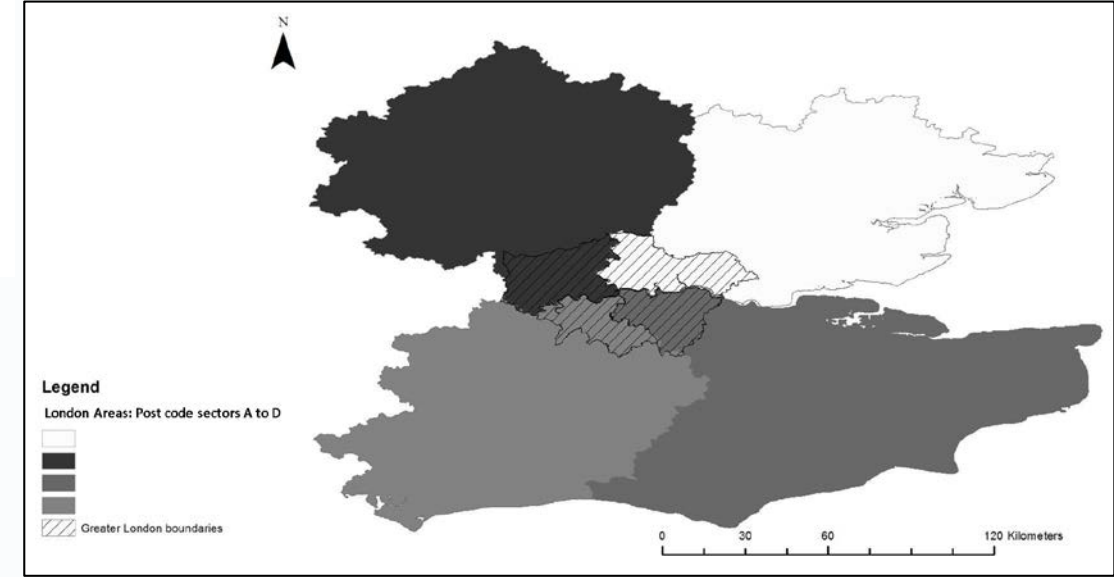 N
Legend
London Areas: Post code sectors A to D
Greater London boundaries
0 30 60 120 Kilometers